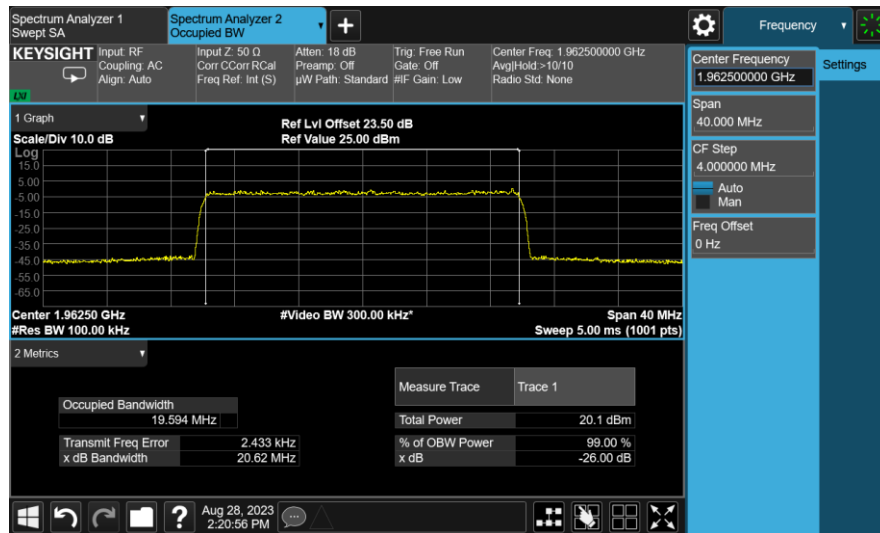 Spectrum Analyzer 1
Swept SA
Spectrum Analyzer 2
Occupied BW
Frequency
KEYSIGHT
Input: RF
Coupling: AC
Align: Auto
Input Z: 50 Ω
Corr CCorr RCal
Freq Ref: Int (S)
Atten: 18 dB
Preamp: Off
µW Path: Standard
Trig: Free Run
Gate: Off
#IF Gain: Low
Center Freq: 1.962500000 GHz
Avg|Hold:>10/10
Radio Std: None
LXI
Center Frequency
1.962500000 GHz
Settings
Span
40.000 MHz
CF Step
4.000000 MHz
Auto
Man
Freq Offset
0 Hz
1 Graph
Scale/Div 10.0 dB
Ref Lvl Offset 23.50 dB
Ref Value 25.00 dBm
Log
15.0
5.00
-5.00
-15.0
-25.0
-35.0
-45.0
-55.0
-65.0
Center 1.96250 GHz
#Video BW 300.00 kHz*
Span 40 MHz
#Res BW 100.00 kHz
Sweep 5.00 ms (1001 pts)
2 Metrics
Measure Trace
Trace 1
Occupied Bandwidth
19.594 MHz
Total Power
20.1 dBm
Transmit Freq Error
2.433 kHz
% of OBW Power
99.00 %
x dB Bandwidth
20.62 MHz
x dB
-26.00 dB
?
Aug 28, 2023
2:20:56 PM